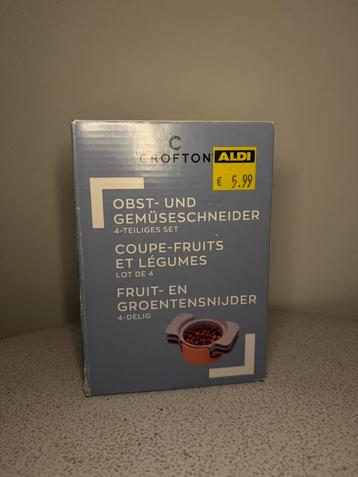 C
CROFTON
ALDI
€ 5.99
OBST- UND
GEMÜSESCHNEIDER
4-TEILIGES SET
COUPE-FRUITS
ET LÉGUMES
LOT DE 4
FRUIT- EN
GROENTENSNIJDER
4-DELIG